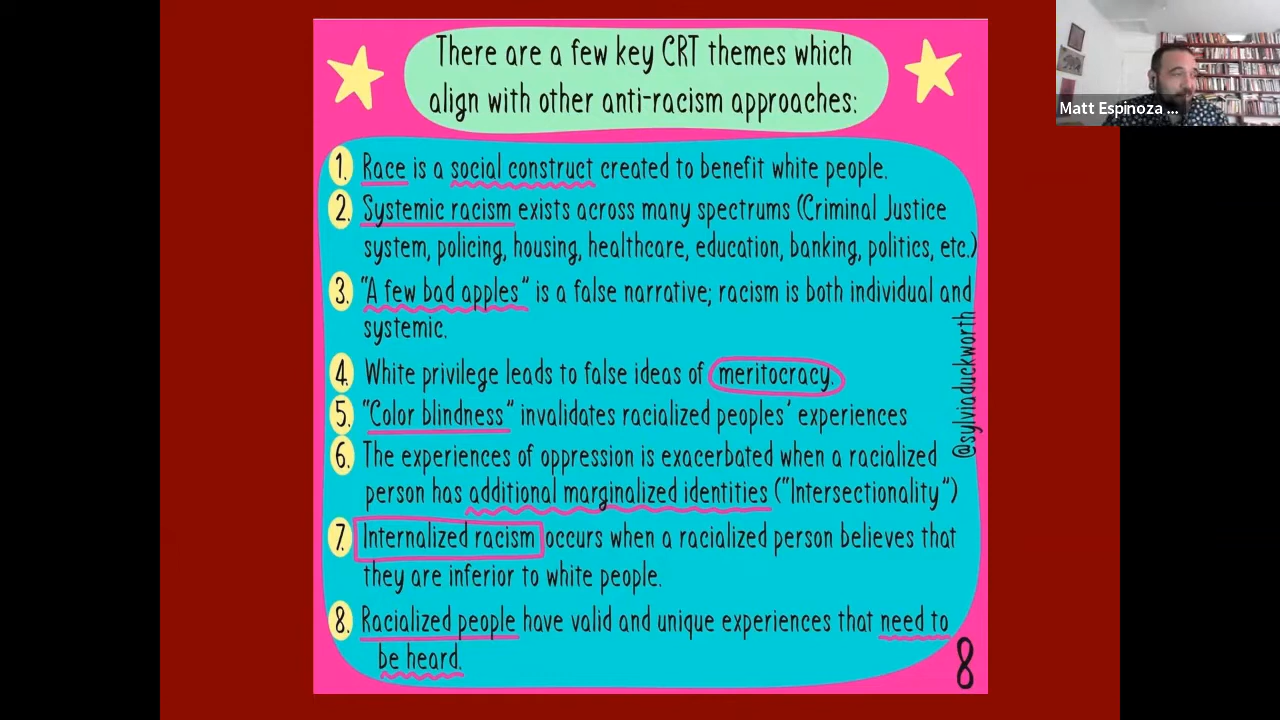 There are a few key CRT themes which
align with other anti-racism approaches:
1. Race is a social construct created to benefit white people.
2. Systemic racism exists across many spectrums (Criminal Justice
system, policing, housing, healthcare, education, banking, politics, etc.)
3. "A few bad apples" is a false narrative; racism is both individual and
systemic.
4. White privilege leads to false ideas of meritocracy.
5. "Color blindness" invalidates racialized peoples' experiences
6. The experiences of oppression is exacerbated when a racialized
person has additional marginalized identities ("Intersectionality")
7. Internalized racism occurs when a racialized person believes that
they are inferior to white people.
8. Racialized people have valid and unique experiences that need to
be heard.
@sylviaduckworth
8
Matt Espinoza ...